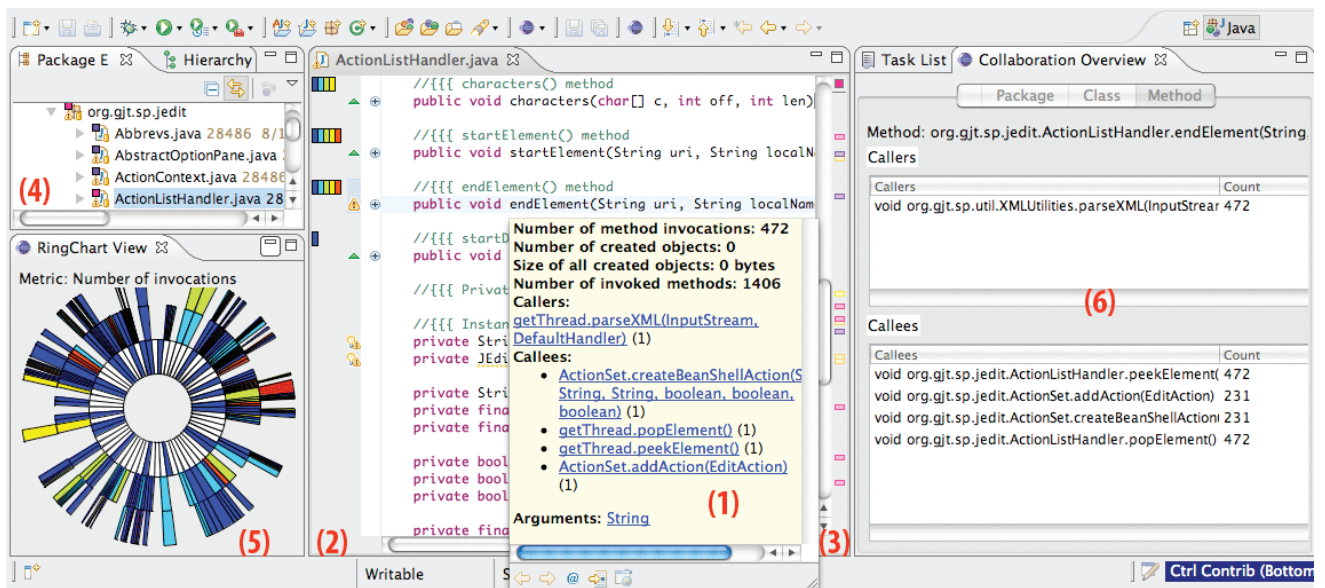 Java
Package E
Hierarchy
org.gjt.sp.jedit
Abbrevs.java 28486 8/1
AbstractOptionPane.java
ActionContext.java 28486
ActionListHandler.java 28
(4)
RingChart View
Metric: Number of invocations
(5)
ActionListHandler.java
//{{{ characters() method
public void characters(char[] c, int off, int len)
//{{{ startElement() method
public void startElement(String uri, String localN
//{{{ endElement() method
public void endElement(String uri, String localNam
//{{{ startD
public void
//{{{ Privat
//{{{ Instan
private Stri
private JEdi
private Stri
private fina
private fina
private bool
private bool
private bool
private fina
(2)
Number of method invocations: 472
Number of created objects: 0
Size of all created objects: 0 bytes
Number of invoked methods: 1406
Callers:
getThread.parseXML(InputStream,
DefaultHandler) (1)
Callees:
• ActionSet.createBeanShellAction(S
String, String, boolean, boolean,
boolean) (1)
• getThread.popElement() (1)
• getThread.peekElement() (1)
• ActionSet.addAction(EditAction)
(1)
Arguments: String
(1)
(3)
@
Task List
Collaboration Overview
Package Class Method
Method: org.gjt.sp.jedit.ActionListHandler.endElement(String,
Callers
Callers Count
void org.gjt.sp.util.XMLUtilities.parseXML(InputStrear 472
(6)
Callees
Callees Count
void org.gjt.sp.jedit.ActionListHandler.peekElement( 472
void org.gjt.sp.jedit.ActionSet.addAction(EditAction) 231
void org.gjt.sp.jedit.ActionSet.createBeanShellAction( 231
void org.gjt.sp.jedit.ActionListHandler.popElement() 472
Writable
S
Ctrl Contrib (Bottom